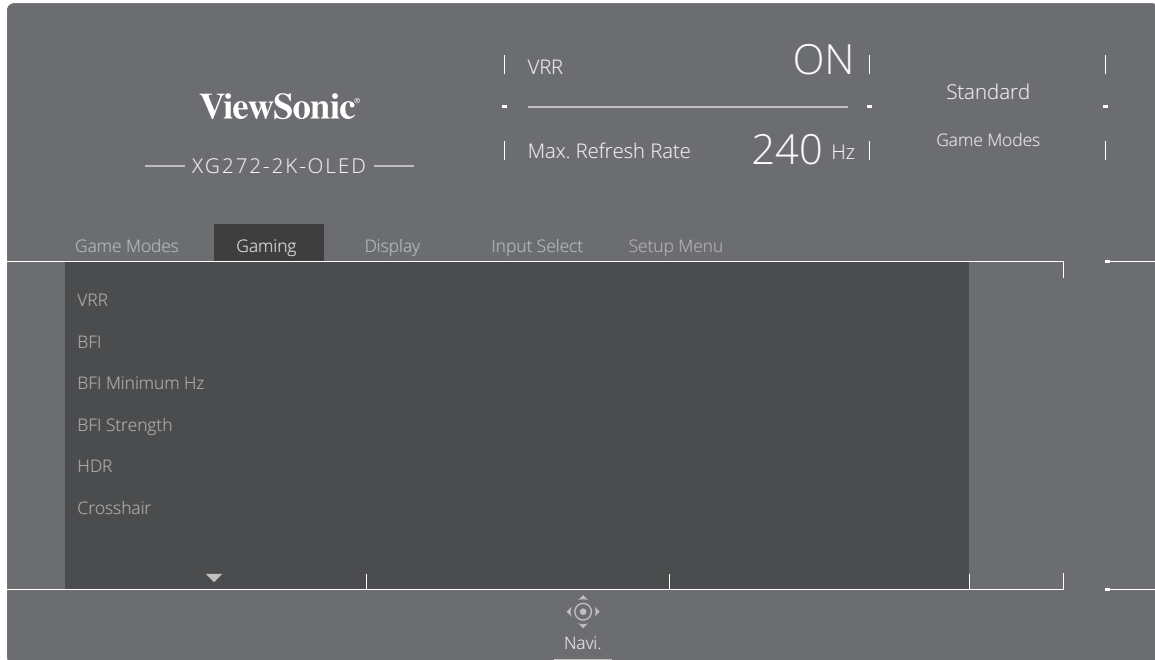 ViewSonic®
XG272-2K-OLED
VRR ON
Max. Refresh Rate 240 Hz
Standard
Game Modes
Game Modes Gaming Display Input Select Setup Menu
VRR
BFI
BFI Minimum Hz
BFI Strength
HDR
Crosshair
Navi.